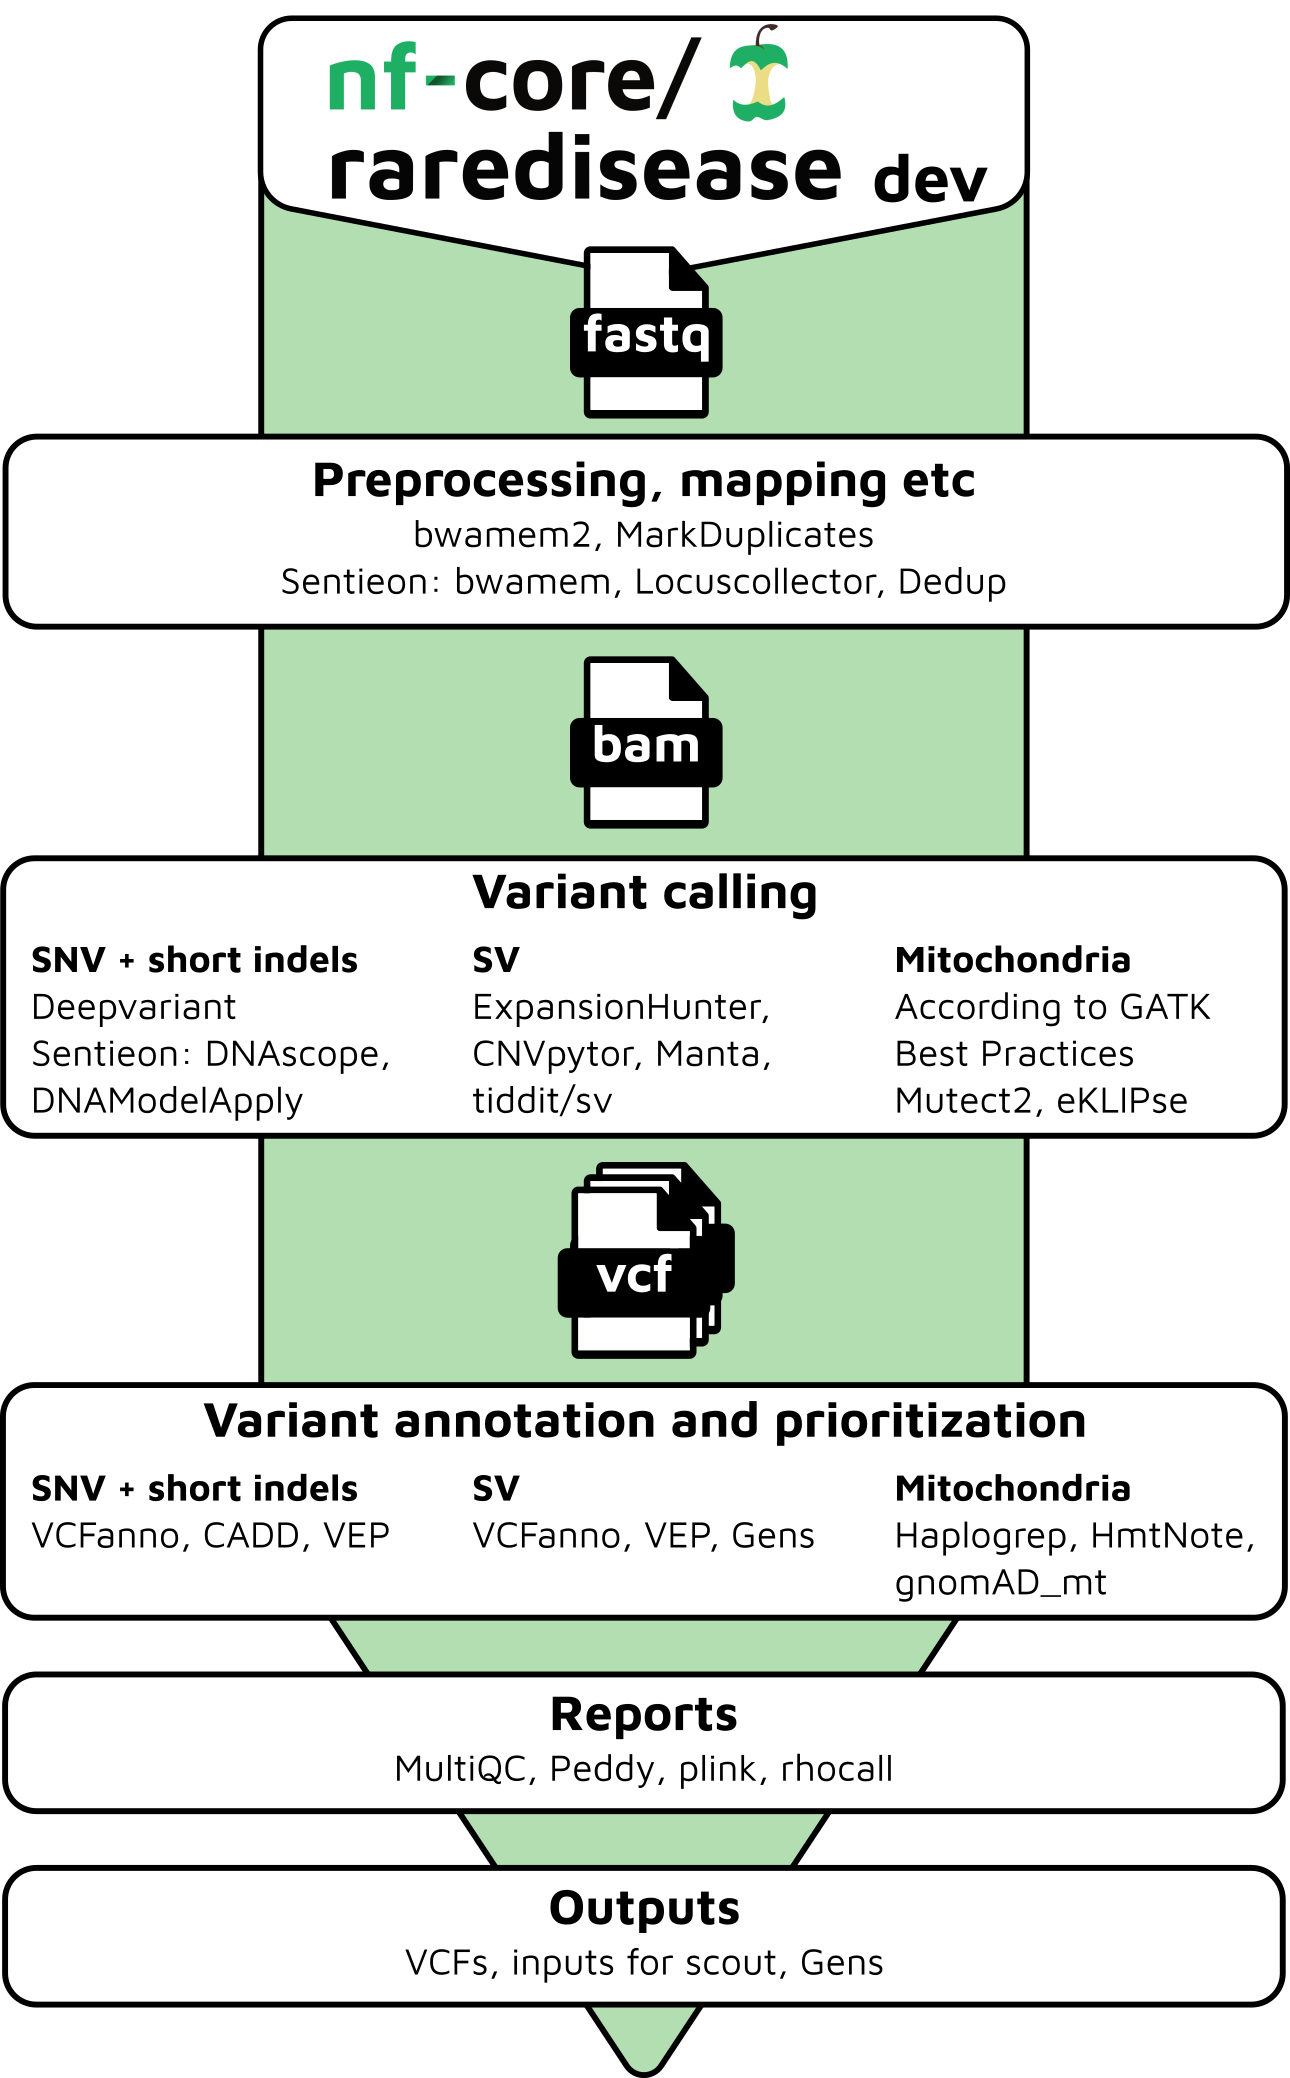 nf-core/
raredisease dev
fastq
Preprocessing, mapping etc
bwamem2, MarkDuplicates
Sentieon: bwamem, Locuscollector, Dedup
bam
Variant calling
SNV + short indels
Deepvariant
Sentieon: DNAscope,
DNAModelApply
SV
ExpansionHunter,
CNVpytor, Manta,
tiddit/sv
Mitochondria
According to GATK
Best Practices
Mutect2, eKLIPse
vcf
Variant annotation and prioritization
SNV + short indels
VCFanno, CADD, VEP
SV
VCFanno, VEP, Gens
Mitochondria
Haplogrep, HmtNote,
gnomAD_mt
Reports
MultiQC, Peddy, plink, rhocall
Outputs
VCFs, inputs for scout, Gens